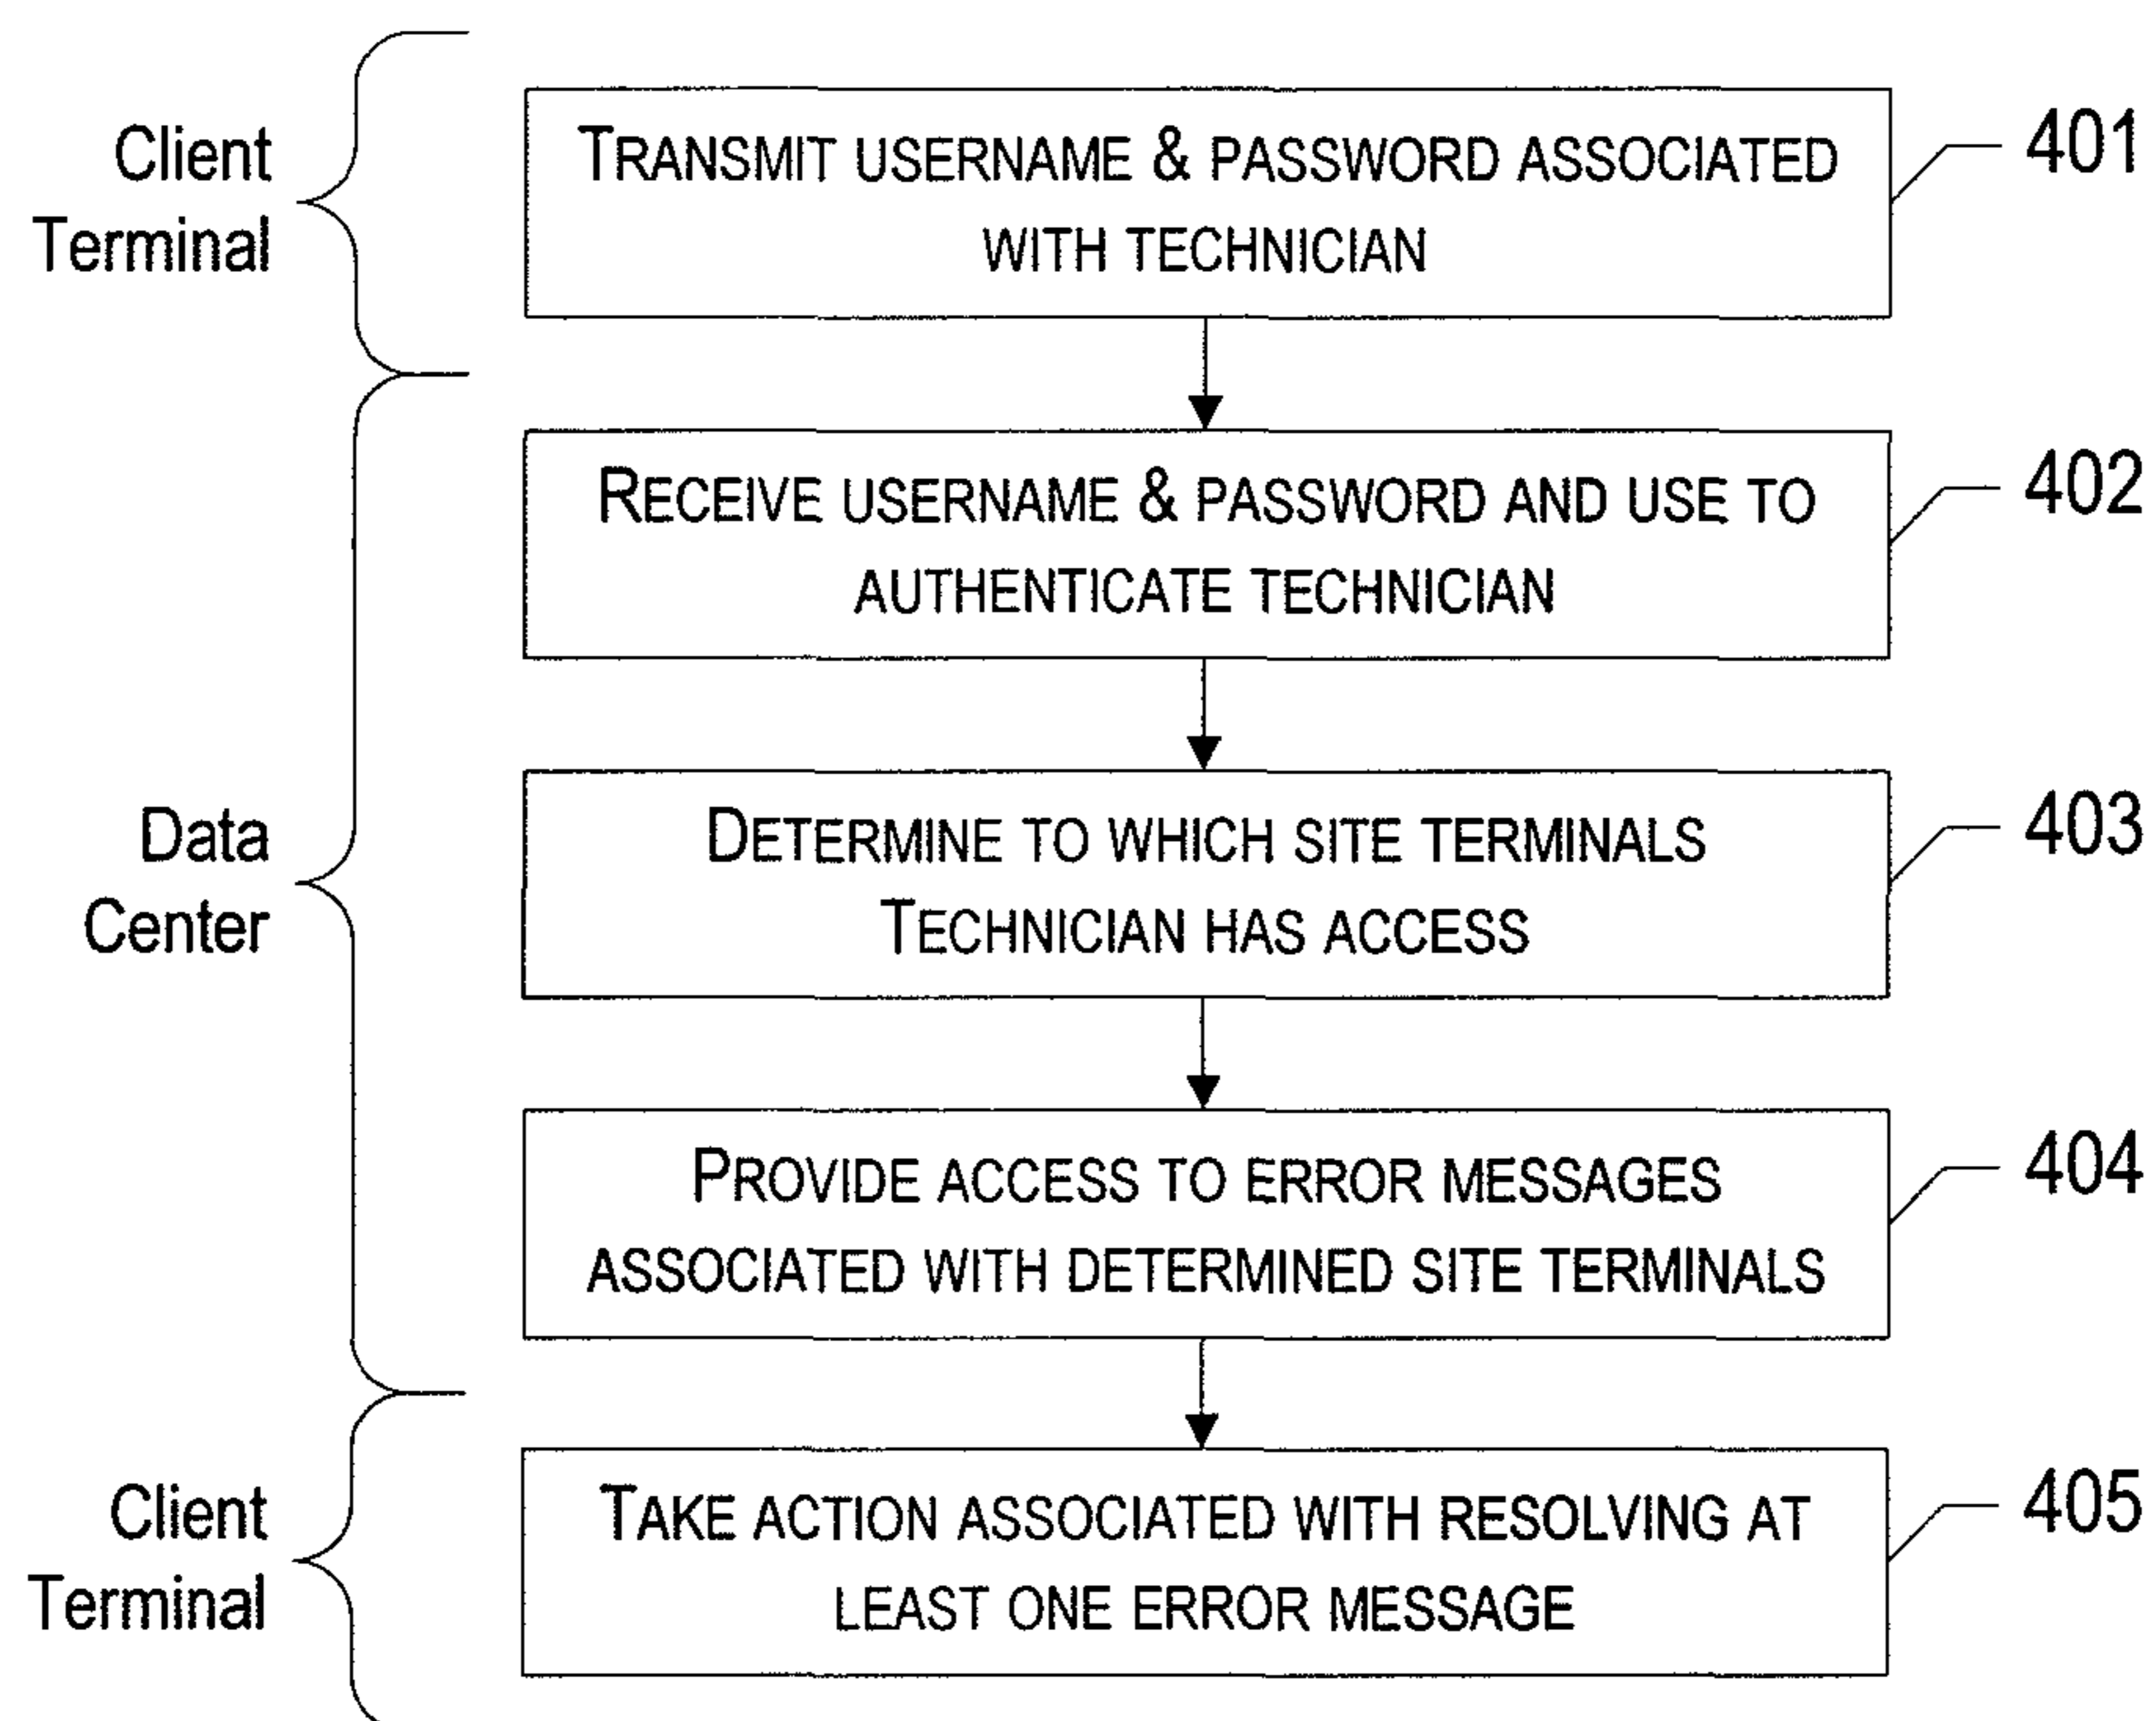 Client
Terminal
TRANSMIT USERNAME & PASSWORD ASSOCIATED
WITH TECHNICIAN
401
RECEIVE USERNAME & PASSWORD AND USE TO
AUTHENTICATE TECHNICIAN
402
Data
Center
DETERMINE TO WHICH SITE TERMINALS
TECHNICIAN HAS ACCESS
403
PROVIDE ACCESS TO ERROR MESSAGES
ASSOCIATED WITH DETERMINED SITE TERMINALS
404
Client
Terminal
TAKE ACTION ASSOCIATED WITH RESOLVING AT
LEAST ONE ERROR MESSAGE
405